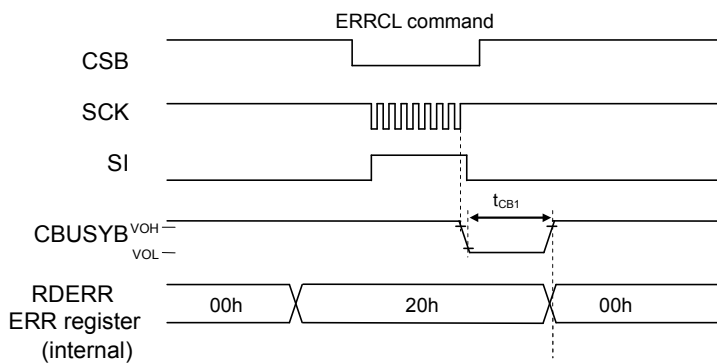 ERRCL command
CSB
SCK
SI
tCB1
CBUSYB
VOH
VOL
RDERR
ERR register
(internal)
00h
20h
00h